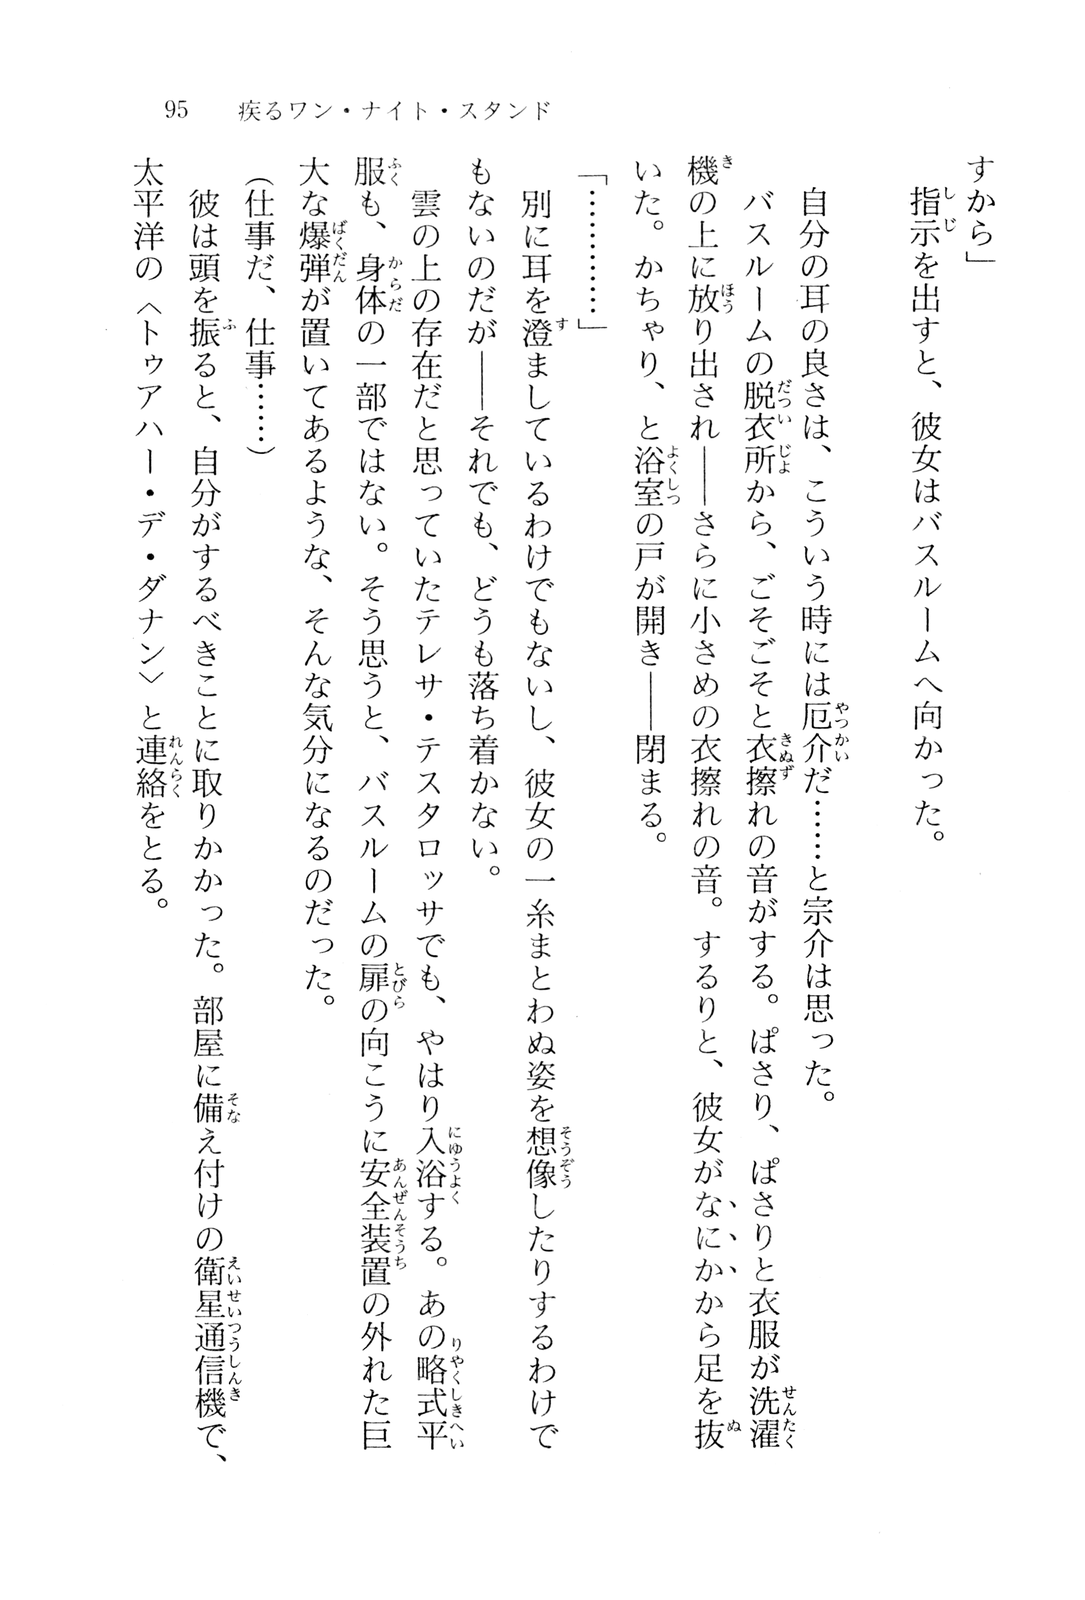 95　疾るワン・ナイト・スタンド
すから」
　指示を出すと、彼女はバスルームへ向かった。
　自分の耳の良さは、こういう時には厄介だ……と宗介は思った。
　バスルームの脱衣所から、ごそごそと衣擦れの音がする。ぱさり、ぱさりと衣服が洗濯
機の上に放り出され――さらに小さめの衣擦れの音。するりと、彼女がなにかから足を抜
いた。かちゃり、と浴室の戸が開き――閉まる。
「…………」
　別に耳を澄ましているわけでもないし、彼女の一糸まとわぬ姿を想像したりするわけで
もないのだが――それでも、どうも落ち着かない。
　雲の上の存在だと思っていたテレサ・テスタロッサでも、やはり入浴する。あの略式平
服も、身体の一部ではない。そう思うと、バスルームの扉の向こうに安全装置の外れた巨
大な爆弾が置いてあるような、そんな気分になるのだった。
（仕事だ、仕事……）
　彼は頭を振ると、自分がするべきことに取りかかった。部屋に備え付けの衛星通信機で、
太平洋の〈トゥアハー・デ・ダナン〉と連絡をとる。